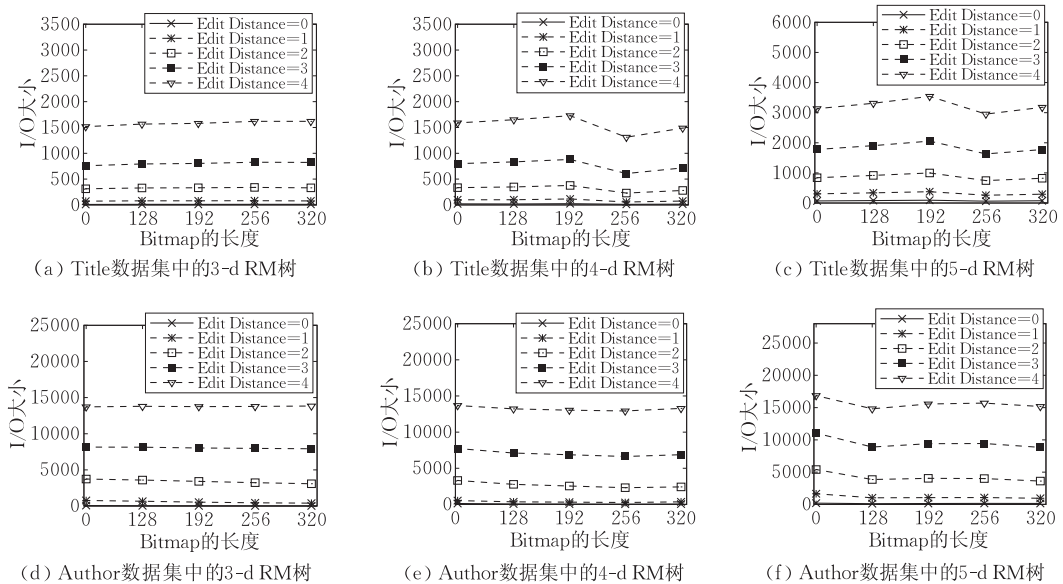 3500
3000
2500
2000
1500
1000
500
0
I/O大小
Edit Distance=0
Edit Distance=1
Edit Distance=2
Edit Distance=3
Edit Distance=4
0 128 192 256 320
Bitmap的长度
(a) Title数据集中的3-d RM树
3500
3000
2500
2000
1500
1000
500
0
I/O大小
Edit Distance=0
Edit Distance=1
Edit Distance=2
Edit Distance=3
Edit Distance=4
0 128 192 256 320
Bitmap的长度
(b) Title数据集中的4-d RM树
6000
5000
4000
3000
2000
1000
0
I/O大小
Edit Distance=0
Edit Distance=1
Edit Distance=2
Edit Distance=3
Edit Distance=4
0 128 192 256 320
Bitmap的长度
(c) Title数据集中的5-d RM树
25000
20000
15000
10000
5000
0
I/O大小
Edit Distance=0
Edit Distance=1
Edit Distance=2
Edit Distance=3
Edit Distance=4
0 128 192 256 320
Bitmap的长度
(d) Author数据集中的3-d RM树
25000
20000
15000
10000
5000
0
I/O大小
Edit Distance=0
Edit Distance=1
Edit Distance=2
Edit Distance=3
Edit Distance=4
0 128 192 256 320
Bitmap的长度
(e) Author数据集中的4-d RM树
25000
20000
15000
10000
5000
0
I/O大小
Edit Distance=0
Edit Distance=1
Edit Distance=2
Edit Distance=3
Edit Distance=4
0 128 192 256 320
Bitmap的长度
(f) Author数据集中的5-d RM树